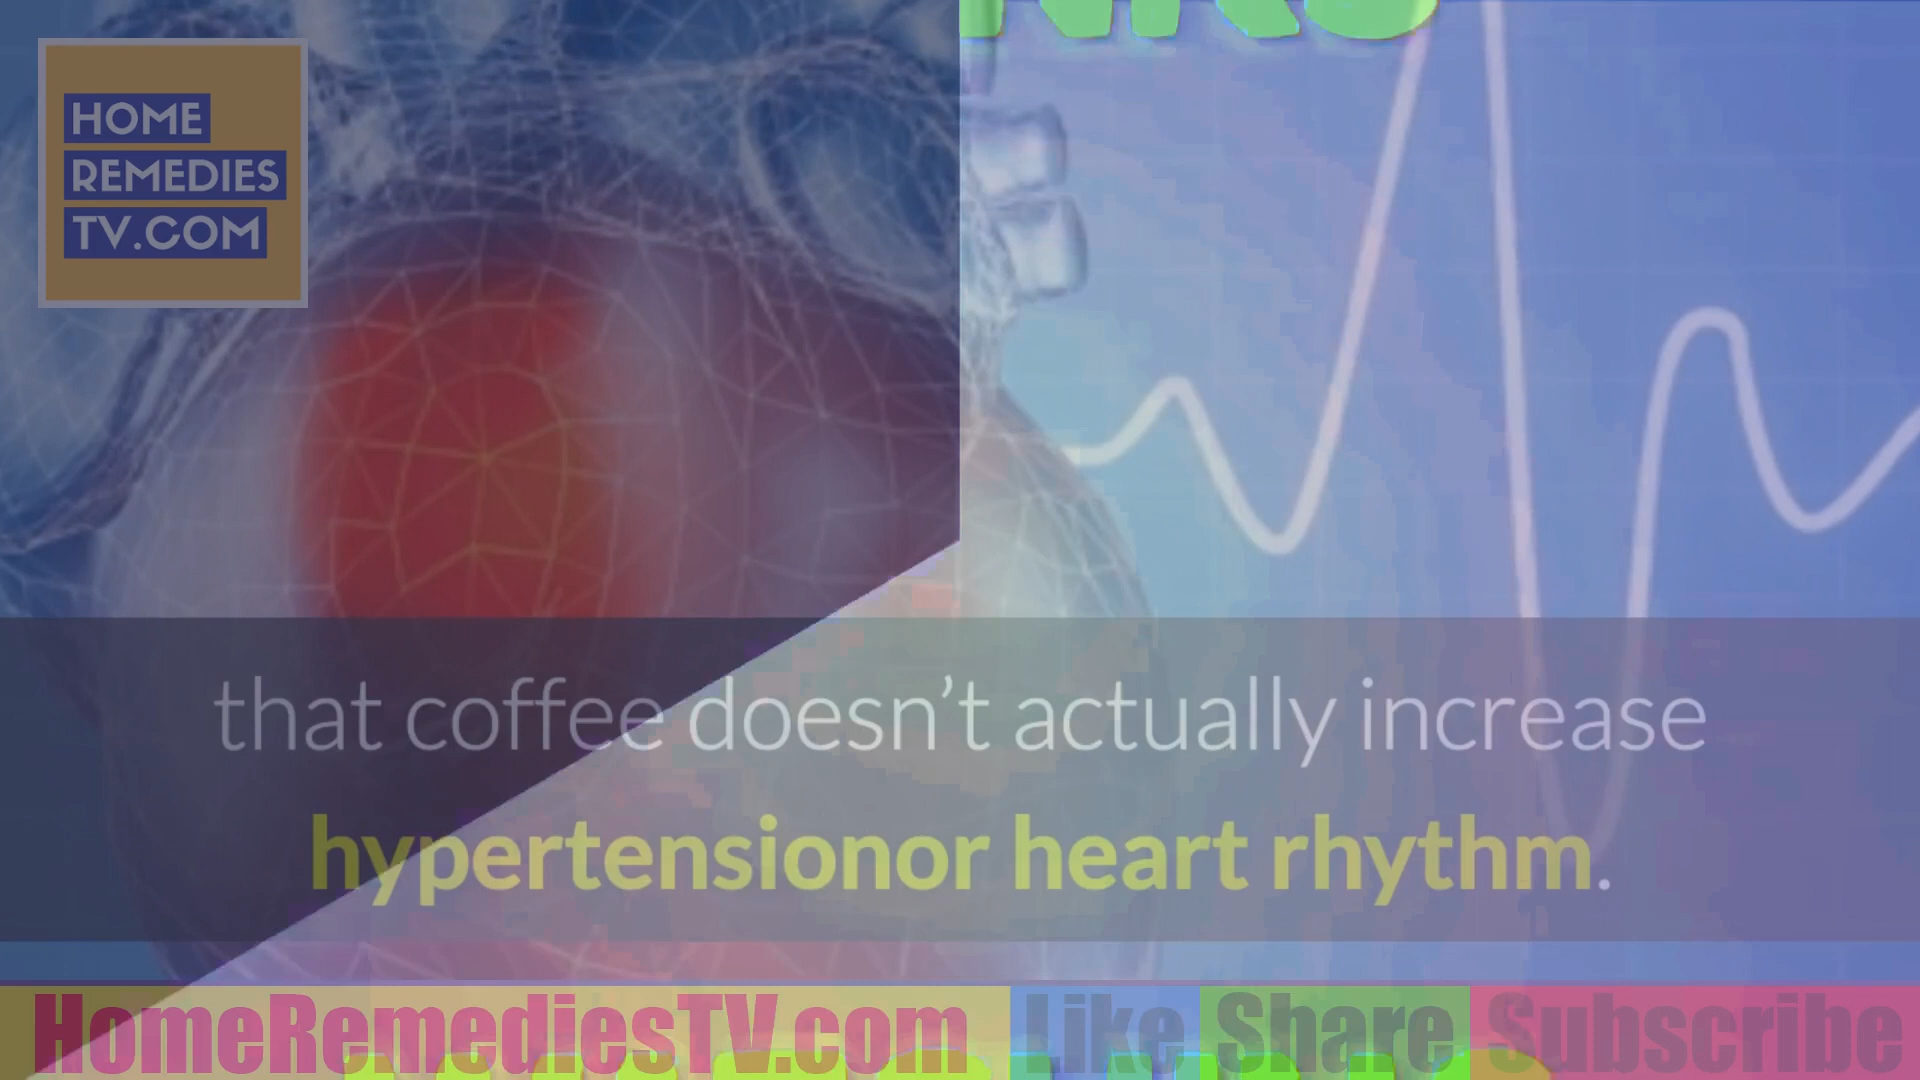 HOME
REMEDIES
TV.COM
that coffee doesn’t actually increase
hypertensionor heart rhythm.
HomeRemediesTV.com Like Share Subscribe